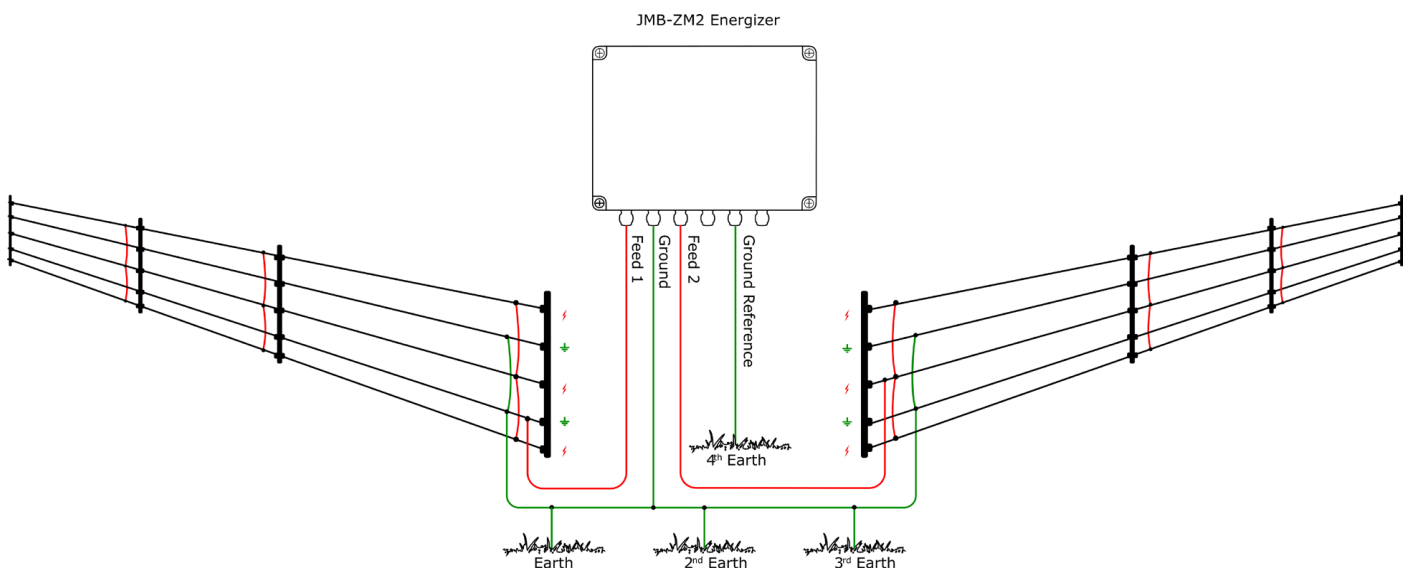 JMB-ZM2 Energizer
Feed 1
Ground
Feed 2
Ground Reference
4th Earth
Earth
2nd Earth
3rd Earth